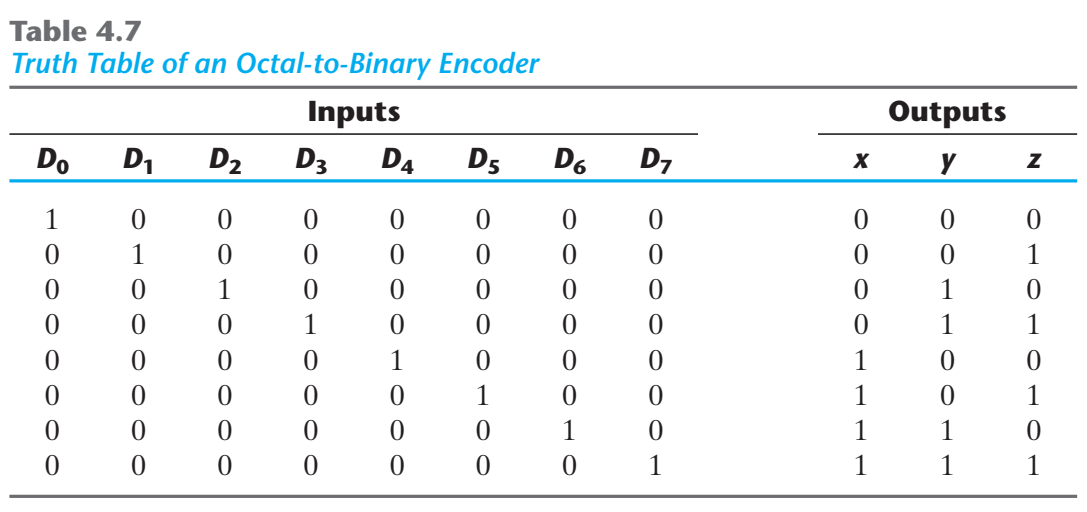 Table 4.7
Truth Table of an Octal-to-Binary Encoder
Inputs Outputs
D₀ D₁ D₂ D₃ D₄ D₅ D₆ D₇ x y z
1 0 0 0 0 0 0 0 0 0 0
0 1 0 0 0 0 0 0 0 0 1
0 0 1 0 0 0 0 0 0 1 0
0 0 0 1 0 0 0 0 0 1 1
0 0 0 0 1 0 0 0 1 0 0
0 0 0 0 0 1 0 0 1 0 1
0 0 0 0 0 0 1 0 1 1 0
0 0 0 0 0 0 0 1 1 1 1